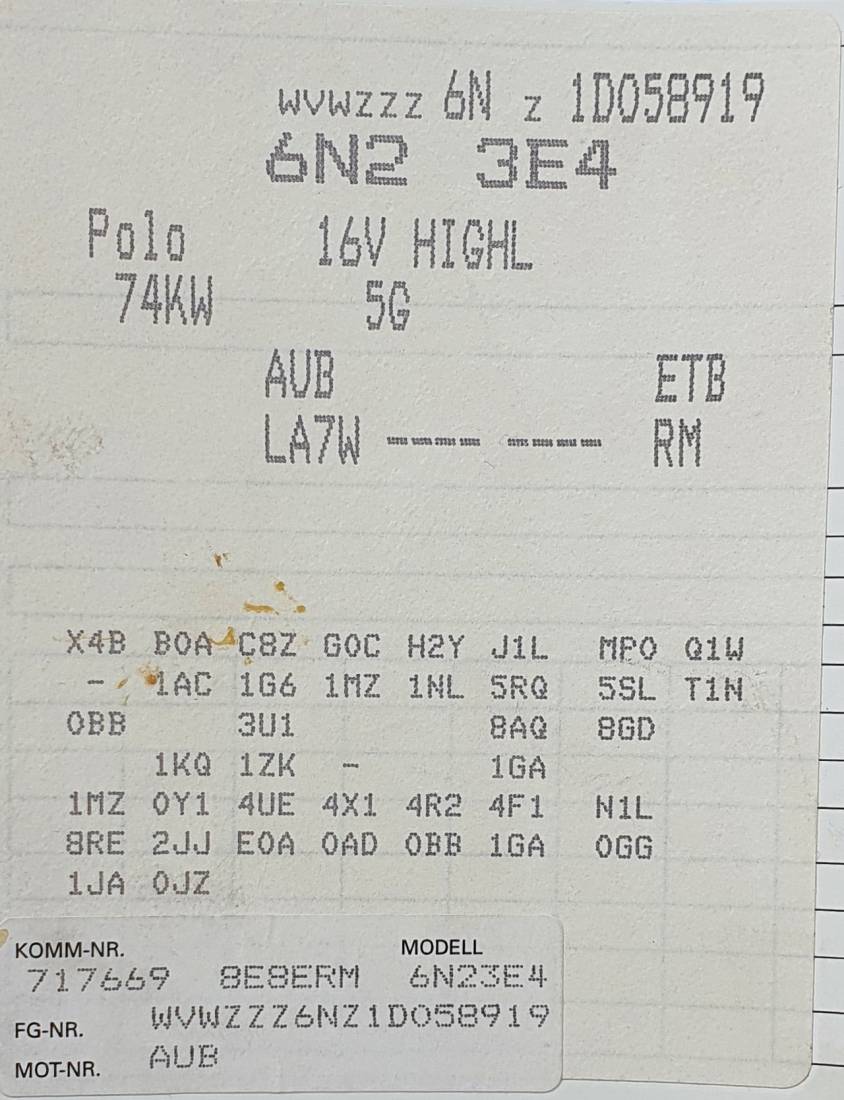 WVWZZZ 6N Z 1D058919
6N2 3E4
Polo 16V HIGHL
74KW 5G
AUB ETB
LA7W ---- ---- RM
X4B B0A C8Z G0C H2Y J1L MP0 Q1W
- 1AC 1G6 1MZ 1NL 5RQ 5SL T1N
0BB 3U1 8AQ 8GD
1KQ 1ZK - 1GA
1MZ 0Y1 4UE 4X1 4R2 4F1 N1L
8RE 2JJ E0A 0AD 0BB 1GA 0GG
1JA 0JZ
KOMM-NR. MODELL
717669 8E8ERM 6N23E4
FG-NR. WVWZZZ6NZ1D058919
MOT-NR. AUB